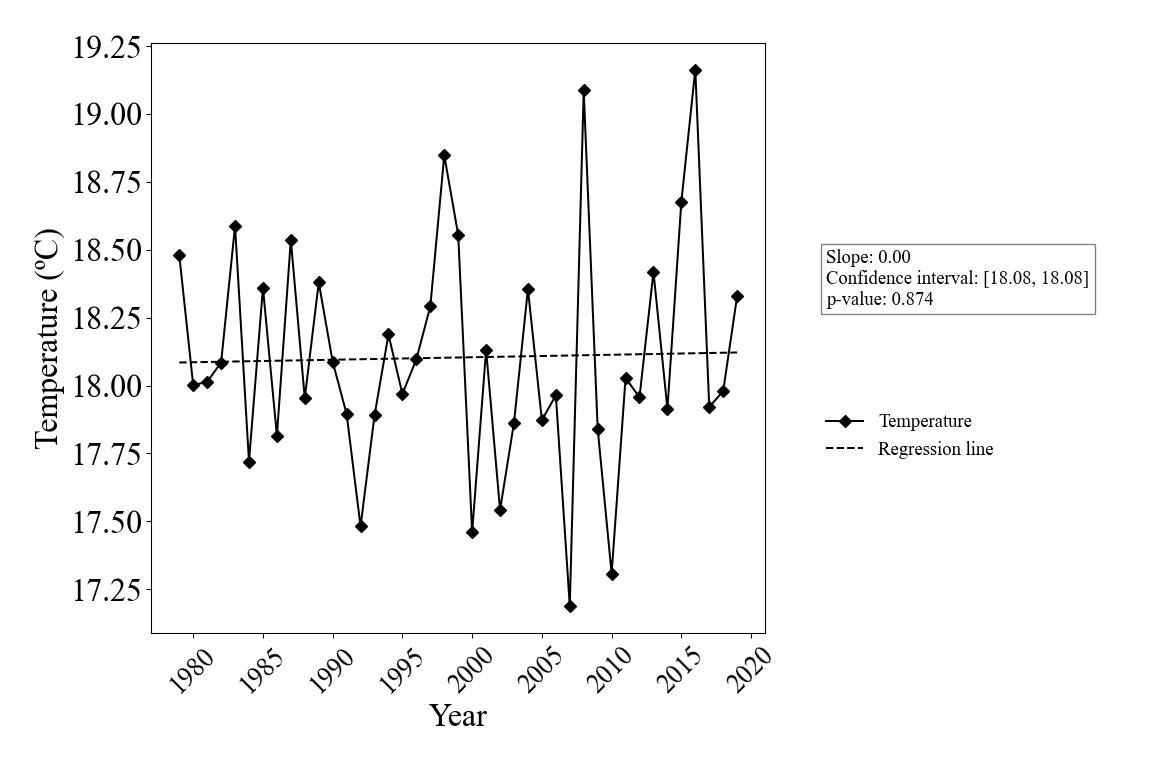 19.25
19.00
18.75
18.50
18.25
18.00
17.75
17.50
17.25
Temperature (ºC)
1980
1985
1990
1995
2000
2005
2010
2015
2020
Year
Slope: 0.00
Confidence interval: [18.08, 18.08]
p-value: 0.874
Temperature
Regression line